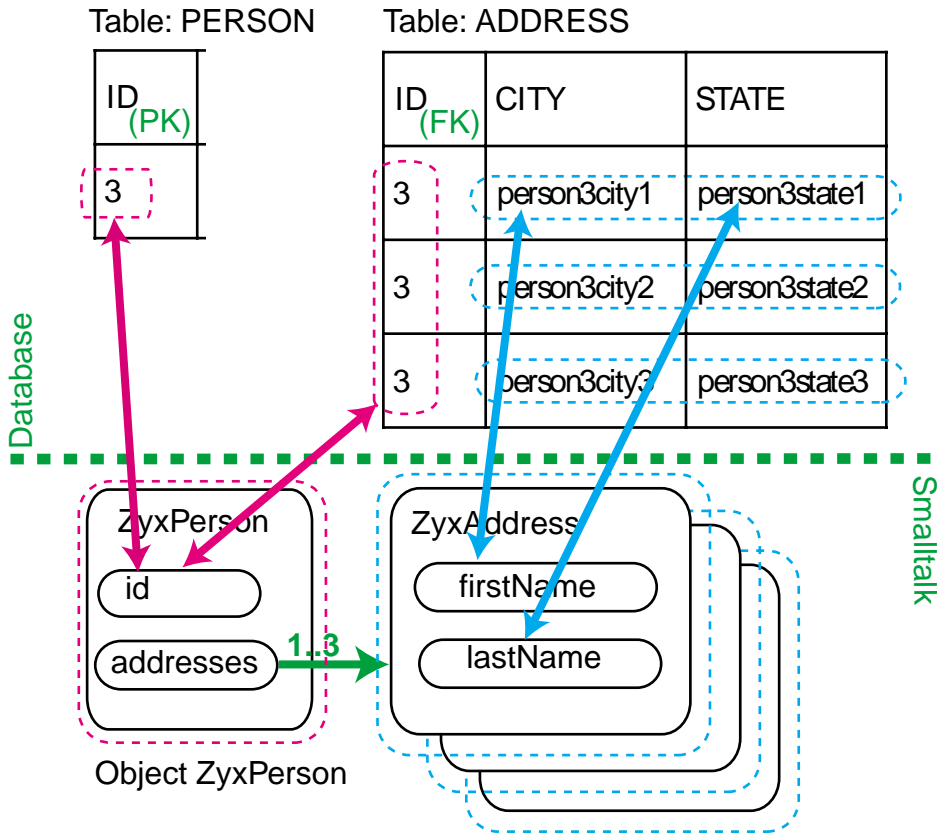 Table: PERSON
Table: ADDRESS
ID
(PK)
3
ID
(FK)
CITY
STATE
3
person3city1
person3state1
3
person3city2
person3state2
3
person3city3
person3state3
Database
Smalltalk
ZyxPerson
id
addresses
1..3
ZyxAddress
firstName
lastName
Object ZyxPerson